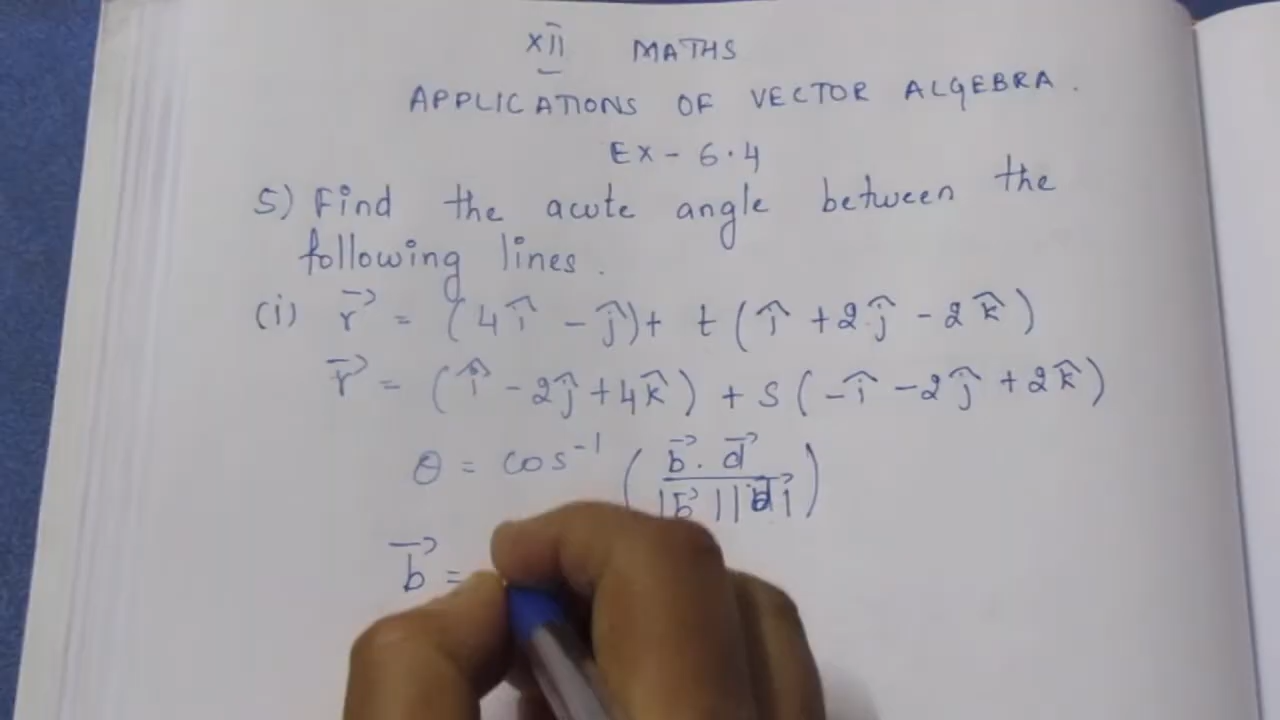 XII MATHS
APPLICATIONS OF VECTOR ALGEBRA.
EX - 6.4
5) Find the acute angle between the
following lines.
(i) r⃗ = (4î - ĵ) + t (î + 2ĵ - 2k̂)
r⃗ = (î - 2ĵ + 4k̂) + s (-î - 2ĵ + 2k̂)
θ = cos⁻¹ (b⃗ . d⃗ / |b⃗| |d⃗|)
b⃗ =